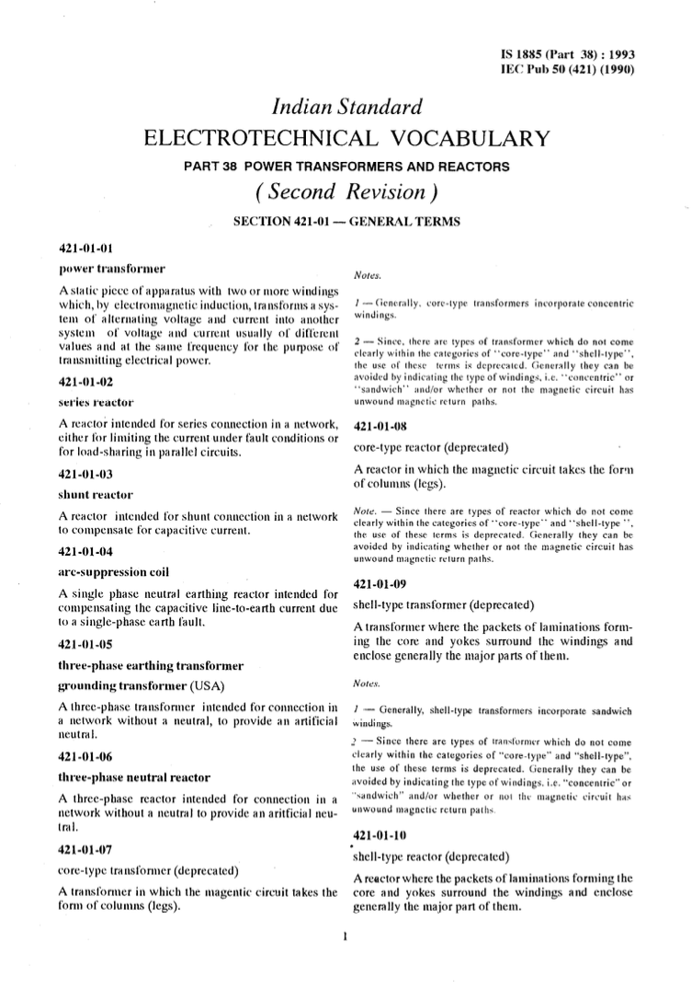 IS 1885 (Part 38) : 1993
IEC Pub 50 (421) (1990)
Indian Standard
ELECTROTECHNICAL VOCABULARY
PART 38 POWER TRANSFORMERS AND REACTORS
( Second Revision )
SECTION 421-01 — GENERAL TERMS
421-01-01
power transformer
A static piece of apparatus with two or more windings
which, by electromagnetic induction, transforms a sys-
tem of alternating voltage and current into another
system of voltage and current usually of different
values and at the same frequency for the purpose of
transmitting electrical power.
421-01-02
series reactor
A reactor intended for series connection in a network,
either for limiting the current under fault conditions or
for load-sharing in parallel circuits.
421-01-03
shunt reactor
A reactor intended for shunt connection in a network
to compensate for capacitive current.
421-01-04
arc-suppression coil
A single phase neutral earthing reactor intended for
compensating the capacitive line-to-earth current due
to a single-phase earth fault.
421-01-05
three-phase earthing transformer
grounding transformer (USA)
A three-phase transformer intended for connection in
a network without a neutral, to provide an artificial
neutral.
421-01-06
three-phase neutral reactor
A three-phase reactor intended for connection in a
network without a neutral to provide an aritficial neu-
tral.
421-01-07
core-type transformer (deprecated)
A transformer in which the magentic circuit takes the
form of columns (legs).
Notes.
1 — Generally, core-type transformers incorporate concentric
windings.
2 — Since, there are types of transformer which do not come
clearly within the categories of "core-type" and "shell-type",
the use of these terms is deprecated. Generally they can be
avoided by indicating the type of windings, i.e. "concentric" or
"sandwich" and/or whether or not the magnetic circuit has
unwound magnetic return paths.
421-01-08
core-type reactor (deprecated)
A reactor in which the magnetic circuit takes the form
of columns (legs).
Note. — Since there are types of reactor which do not come
clearly within the categories of "core-type" and "shell-type ",
the use of these terms is deprecated. Generally they can be
avoided by indicating whether or not the magnetic circuit has
unwound magnetic return paths.
421-01-09
shell-type transformer (deprecated)
A transformer where the packets of laminations form-
ing the core and yokes surround the windings and
enclose generally the major parts of them.
Notes.
1 — Generally, shell-type transformers incorporate sandwich
windings.
2 — Since there are types of transformer which do not come
clearly within the categories of "core-type" and "shell-type",
the use of these terms is deprecated. Generally they can be
avoided by indicating the type of windings, i.e. "concentric" or
"sandwich" and/or whether or not the magnetic circuit has
unwound magnetic return paths.
421-01-10
shell-type reactor (deprecated)
A reactor where the packets of laminations forming the
core and yokes surround the windings and enclose
generally the major part of them.
1